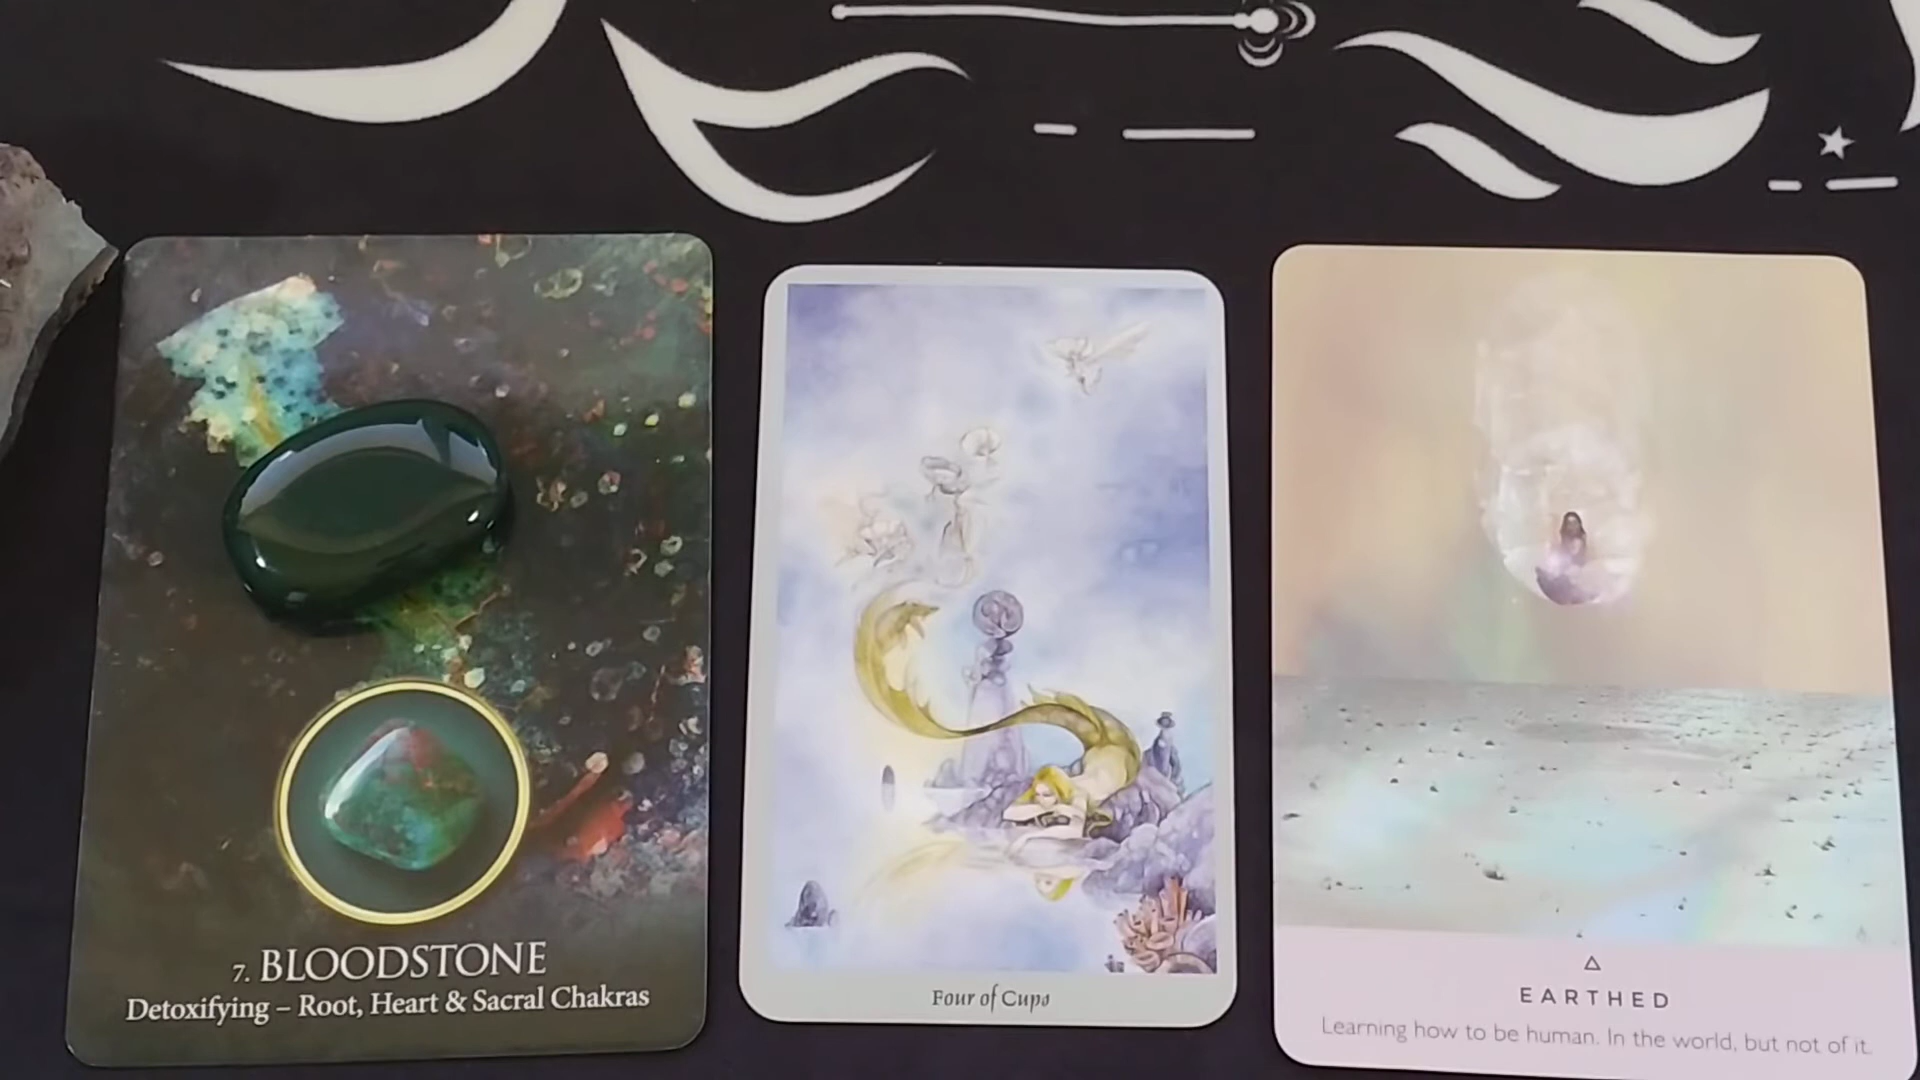 7. BLOODSTONE
Detoxifying – Root, Heart & Sacral Chakras
Four of Cups
EARTHED
Learning how to be human. In the world, but not of it.